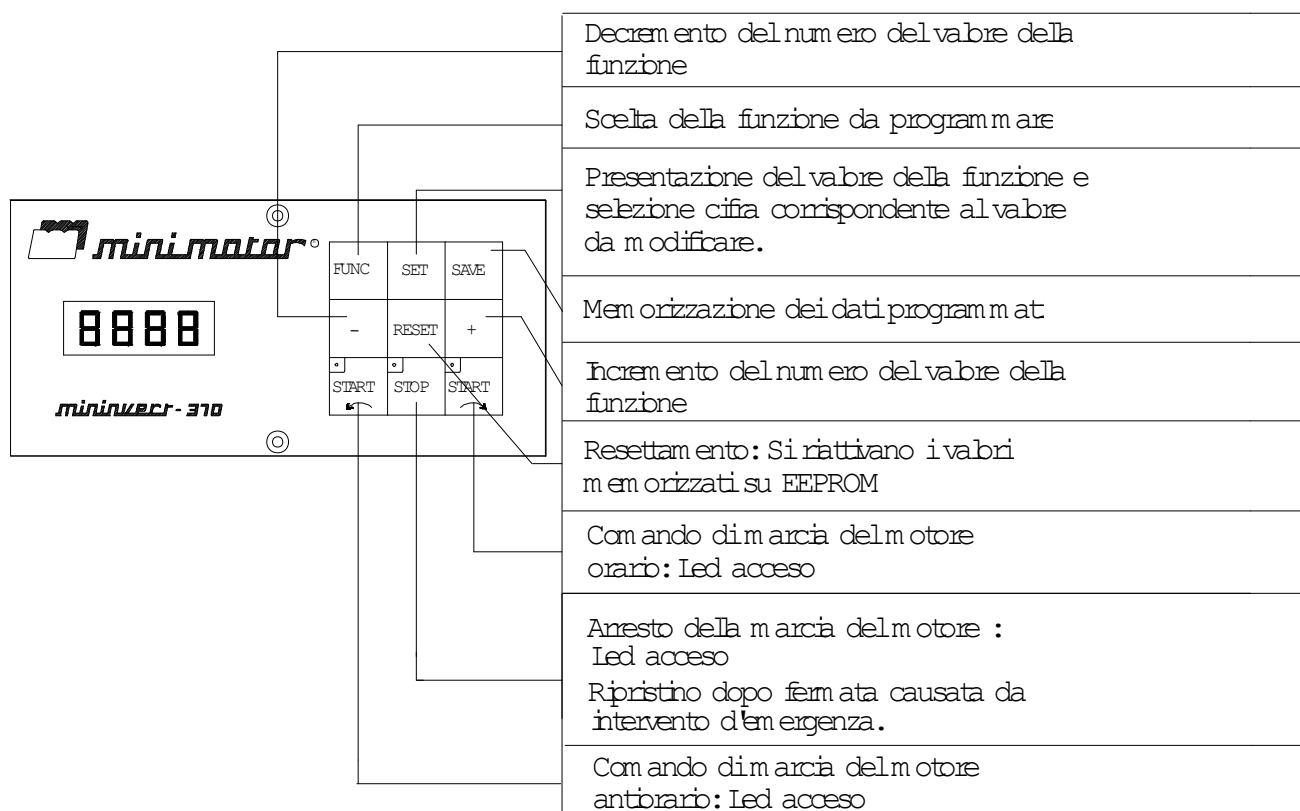 Decremento del numero del valore della
funzione
Scelta della funzione da programmare
Presentazione del valore della funzione e
selezione cifra corrispondente al valore
da modificare.
Memorizzazione dei dati programmat
Incremento del numero del valore della
funzione
Resettamento: Si riattivano i valori
memorizzati su EEPROM
Comando di marcia del motore
orario: Led acceso
Arresto della marcia del motore :
Led acceso
Ripristino dopo fermata causata da
intervento d'emergenza.
Comando di marcia del motore
antiorario: Led acceso
minimotor
8888
mininvert - 370
FUNC SET SAVE
- RESET +
START STOP START